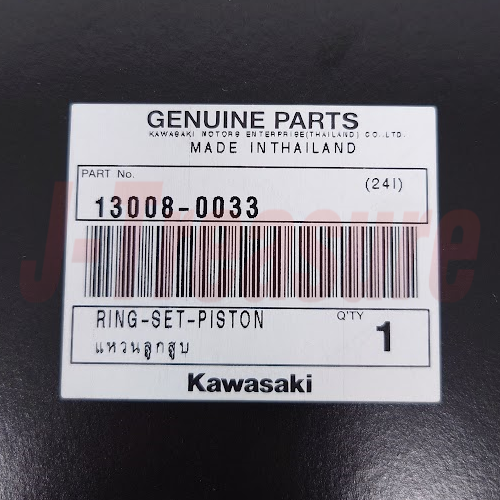 GENUINE PARTS
KAWASAKI MOTORS ENTERPRISE(THAILAND) CO.,LTD.
MADE INTHAILAND
PART No.
(24I)
13008-0033
RING-SET-PISTON
Q'TY
1
แหวนลูกสูบ
Kawasaki
J-Treasure